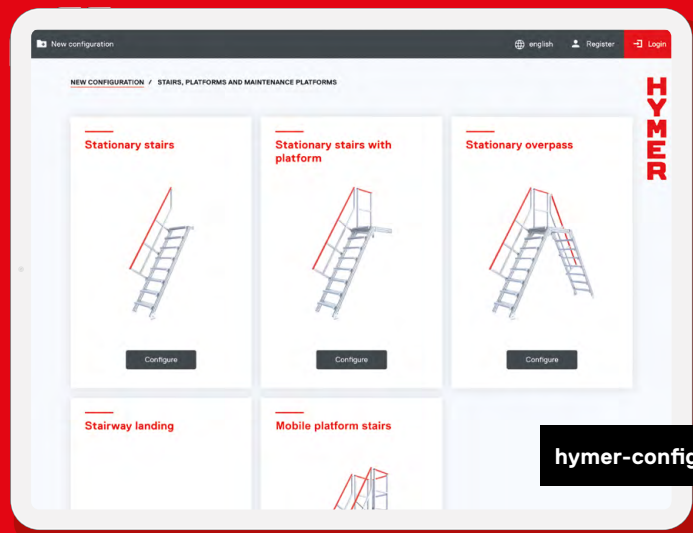 New configuration
english
Register
Login
NEW CONFIGURATION / STAIRS, PLATFORMS AND MAINTENANCE PLATFORMS
HYMER
Stationary stairs
Stationary stairs with
platform
Stationary overpass
Configure
Configure
Configure
Stairway landing
Mobile platform stairs
hymer-config